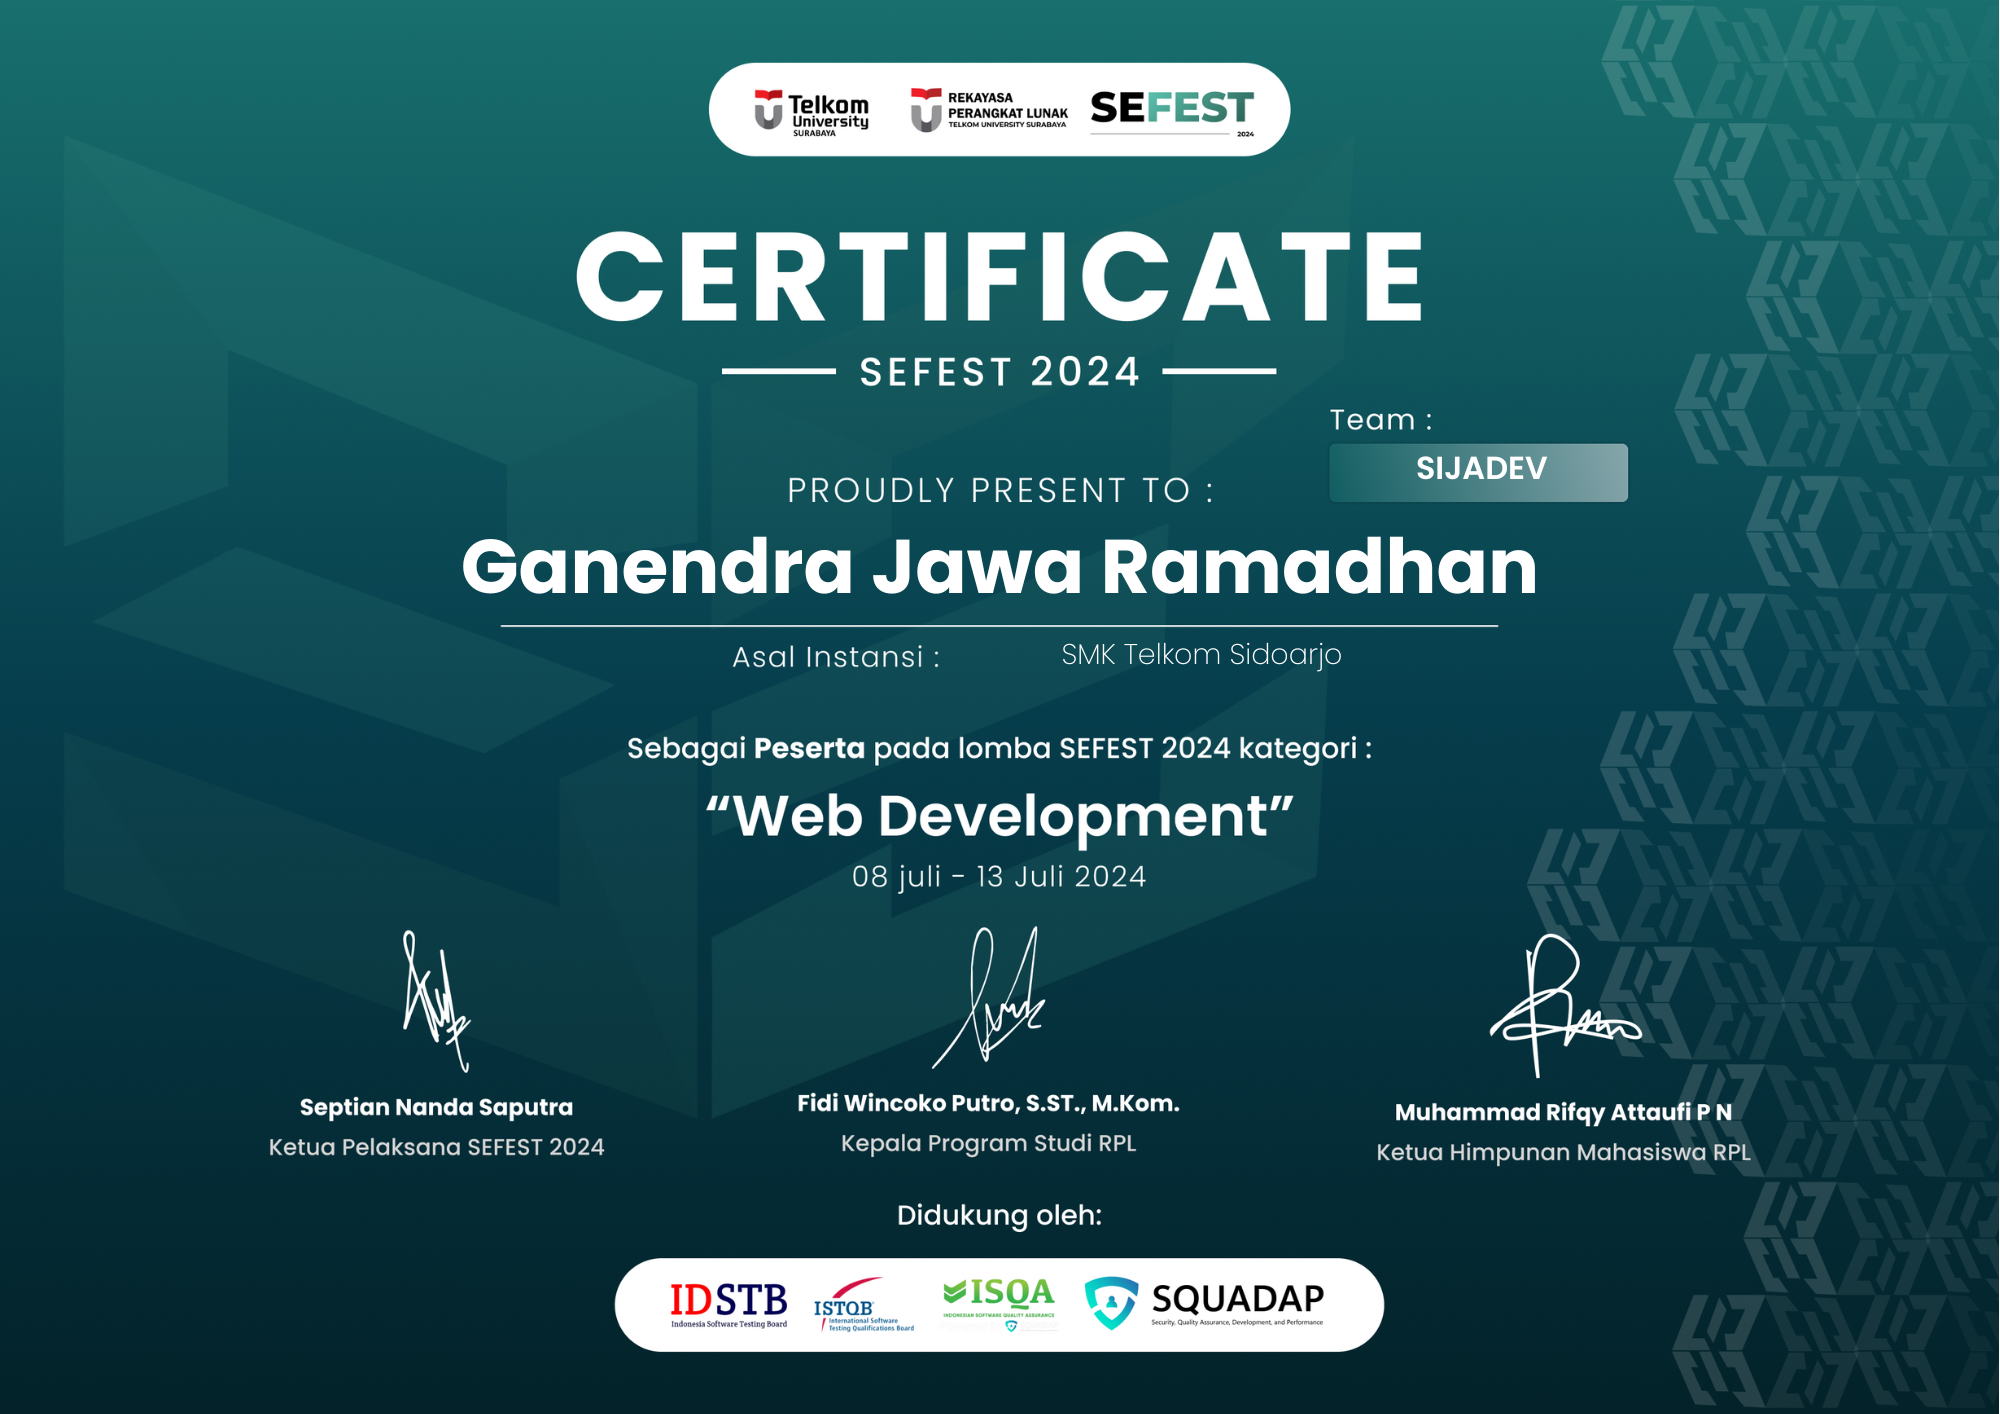 Telkom
University
SURABAYA
REKAYASA
PERANGKAT LUNAK
TELKOM UNIVERSITY SURABAYA
SEFEST
2024
CERTIFICATE
SEFEST 2024
Team :
SIJADEV
PROUDLY PRESENT TO :
Ganendra Jawa Ramadhan
Asal Instansi : SMK Telkom Sidoarjo
Sebagai Peserta pada lomba SEFEST 2024 kategori :
“Web Development”
08 juli - 13 Juli 2024
Septian Nanda Saputra
Ketua Pelaksana SEFEST 2024
Fidi Wincoko Putro, S.ST., M.Kom.
Kepala Program Studi RPL
Muhammad Rifqy Attaufi P N
Ketua Himpunan Mahasiswa RPL
Didukung oleh:
IDSTB
Indonesia Software Testing Board
ISTQB®
International Software
Testing Qualifications Board
ISQA
INDONESIAN SOFTWARE QUALITY ASSURANCE
SQUADAP
Security, Quality Assurance, Development, and Performance